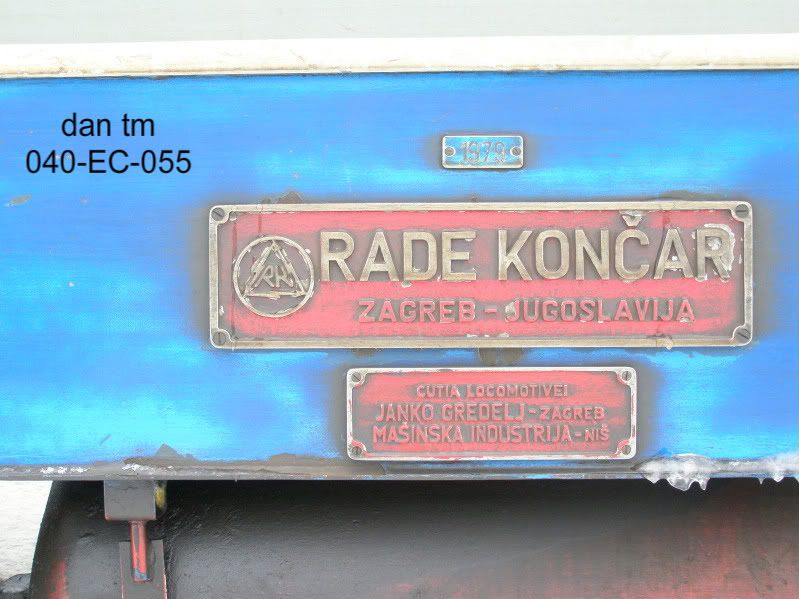 dan tm
040-EC-055
1979
RADE KONČAR
ZAGREB - JUGOSLAVIJA
CUTIA LOCOMOTIVEI
JANKO GREDELJ - ZAGREB
MAŠINSKA INDUSTRIJA - NIŠ